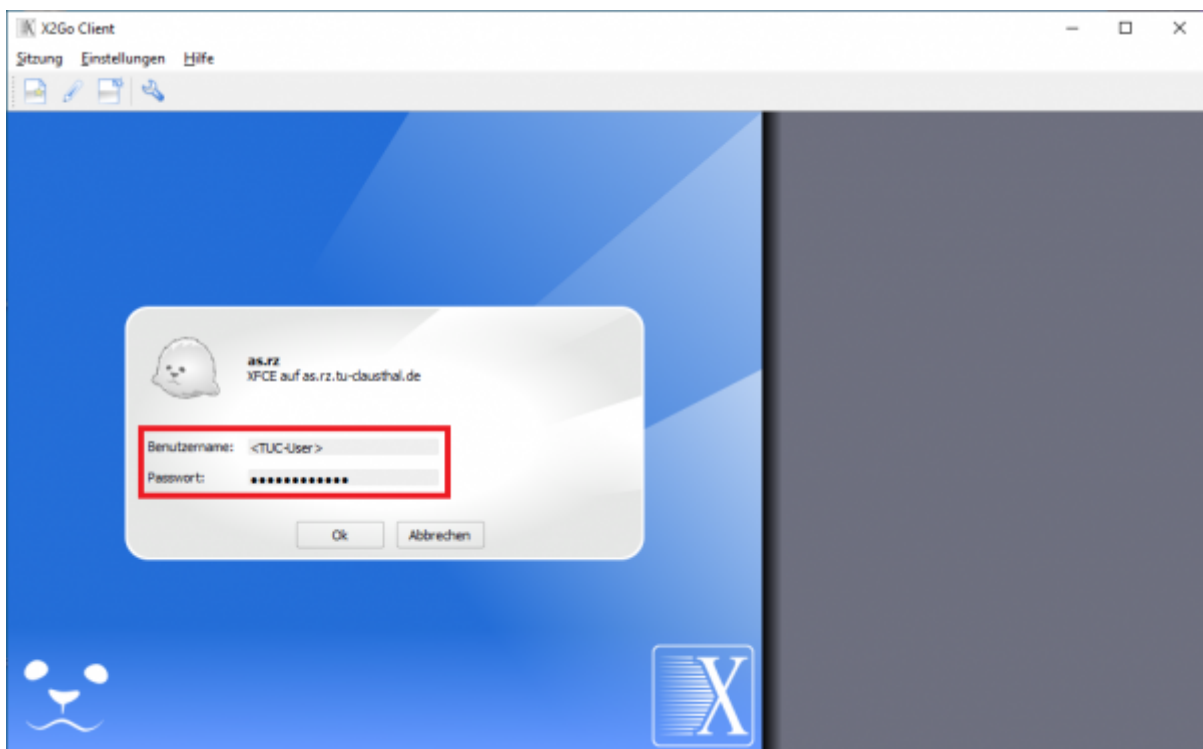 X2Go Client
Sitzung Einstellungen Hilfe
as.rz
XFCE auf as.rz.tu-clausthal.de
Benutzername: <TUC-User>
Passwort: ●●●●●●●●●●●●
Ok Abbrechen
X